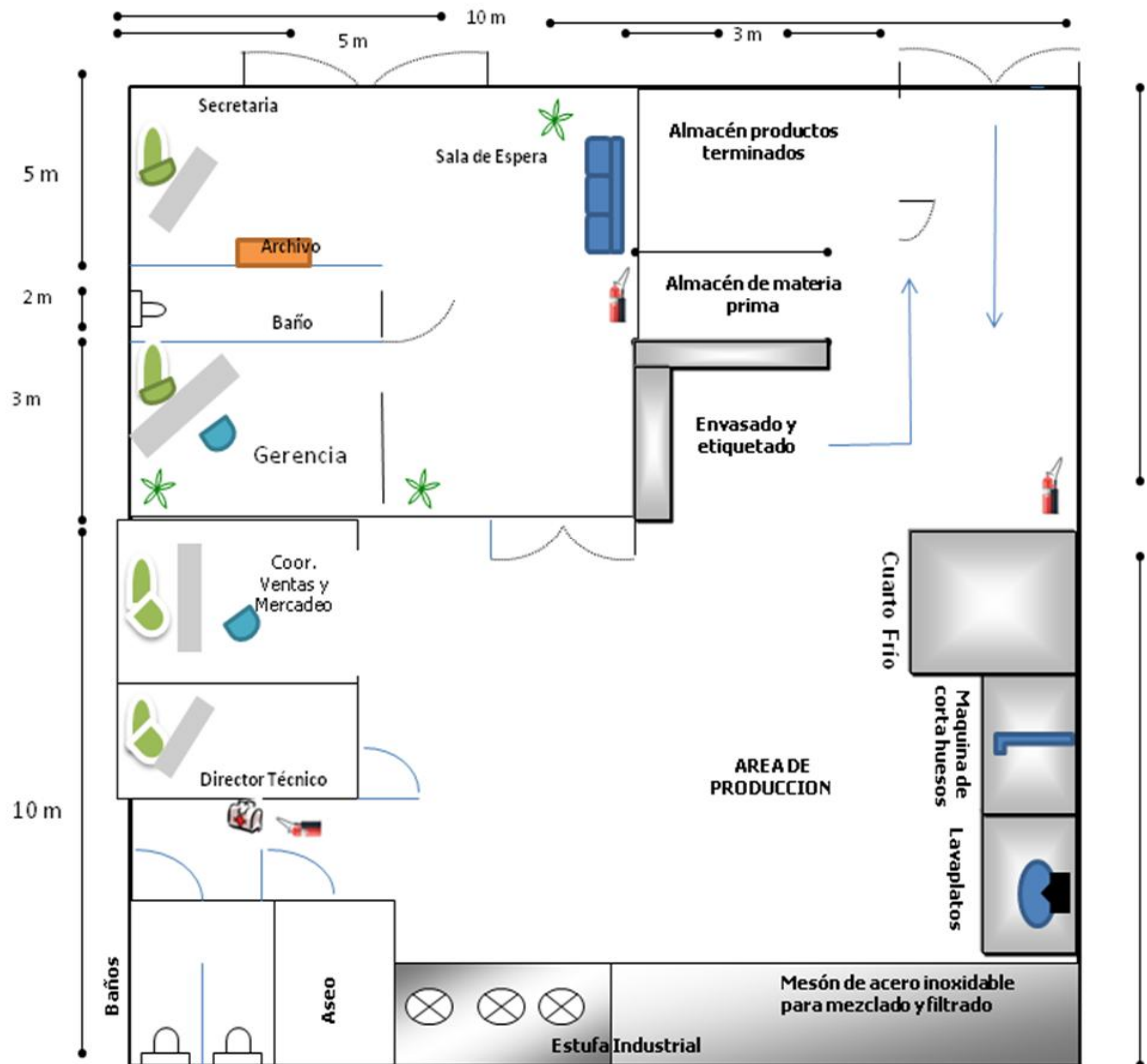 10 m
5 m
3 m
Secretaria
Sala de Espera
Almacén productos
terminados
5 m
Archivo
2 m
Baño
Almacén de materia
prima
3 m
Gerencia
Envasado y
etiquetado
Coor.
Ventas y
Mercadeo
Cuarto Frío
Director Técnico
AREA DE
PRODUCCION
Maquina de
corta huesos
10 m
Lavaplatos
Baños
Aseo
Mesón de acero inoxidable
para mezclado y filtrado
Estufa Industrial